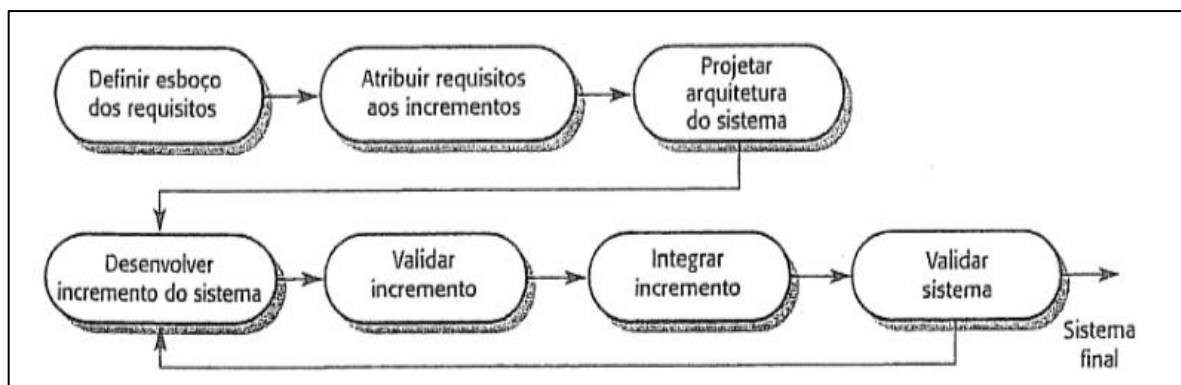 Definir esboço
dos requisitos
Atribuir requisitos
aos incrementos
Projetar
arquitetura
do sistema
Desenvolver
incremento do sistema
Validar
incremento
Integrar
incremento
Validar
sistema
Sistema
final